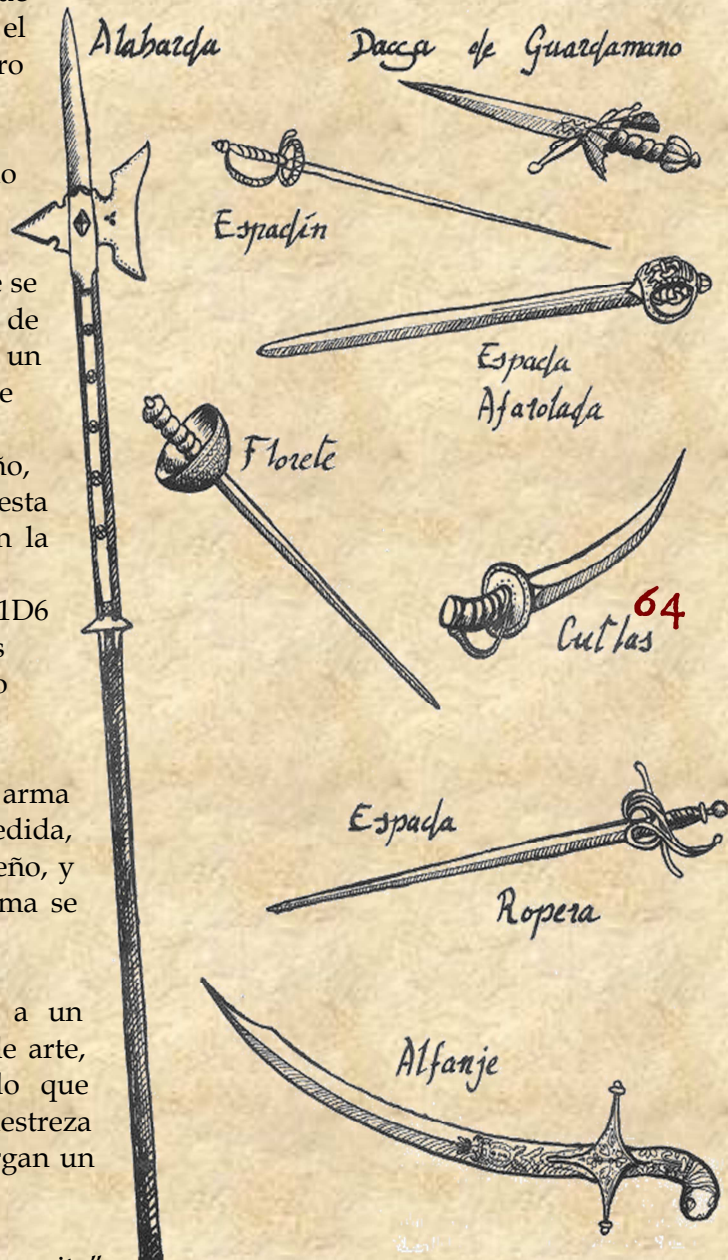 el
ro
o
e se
de
un
e
ño,
esta
n la
1D6
s
o
arma
edida,
eño, y
ma se
a un
e arte,
lo que
estreza
rgan un
Alabarda
Daga de Guardamano
Espadín
Espada
Afarolada
Florete
64
Cutlas
Espada
Ropera
Alfanje